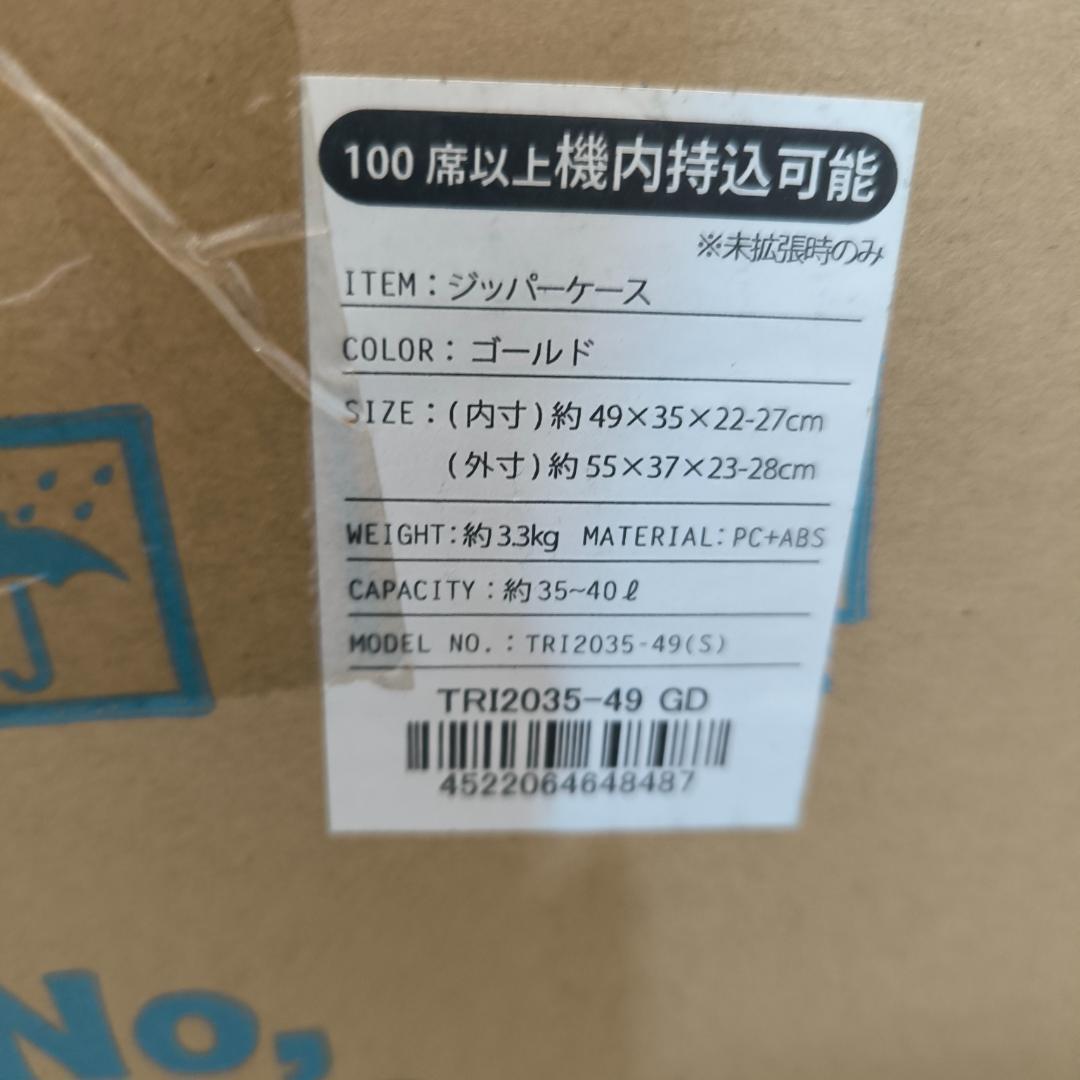 100 席以上機内持込可能
※未拡張時のみ
ITEM：ジッパーケース
COLOR：ゴールド
SIZE：(内寸)約 49×35×22-27cm
(外寸)約 55×37×23-28cm
WEIGHT:約3.3kg MATERIAL:PC+ABS
CAPACITY：約35~40ℓ
MODEL NO.：TRI2035-49(S)
TRI2035-49 GD
4522064648487
No,